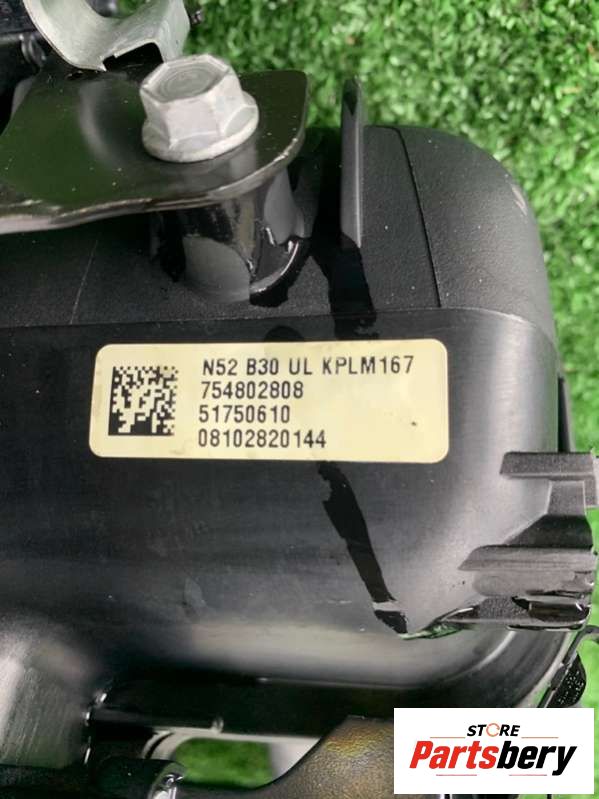 N52 B30 UL KPLM167
754802808
51750610
08102820144
STORE
Partsbery